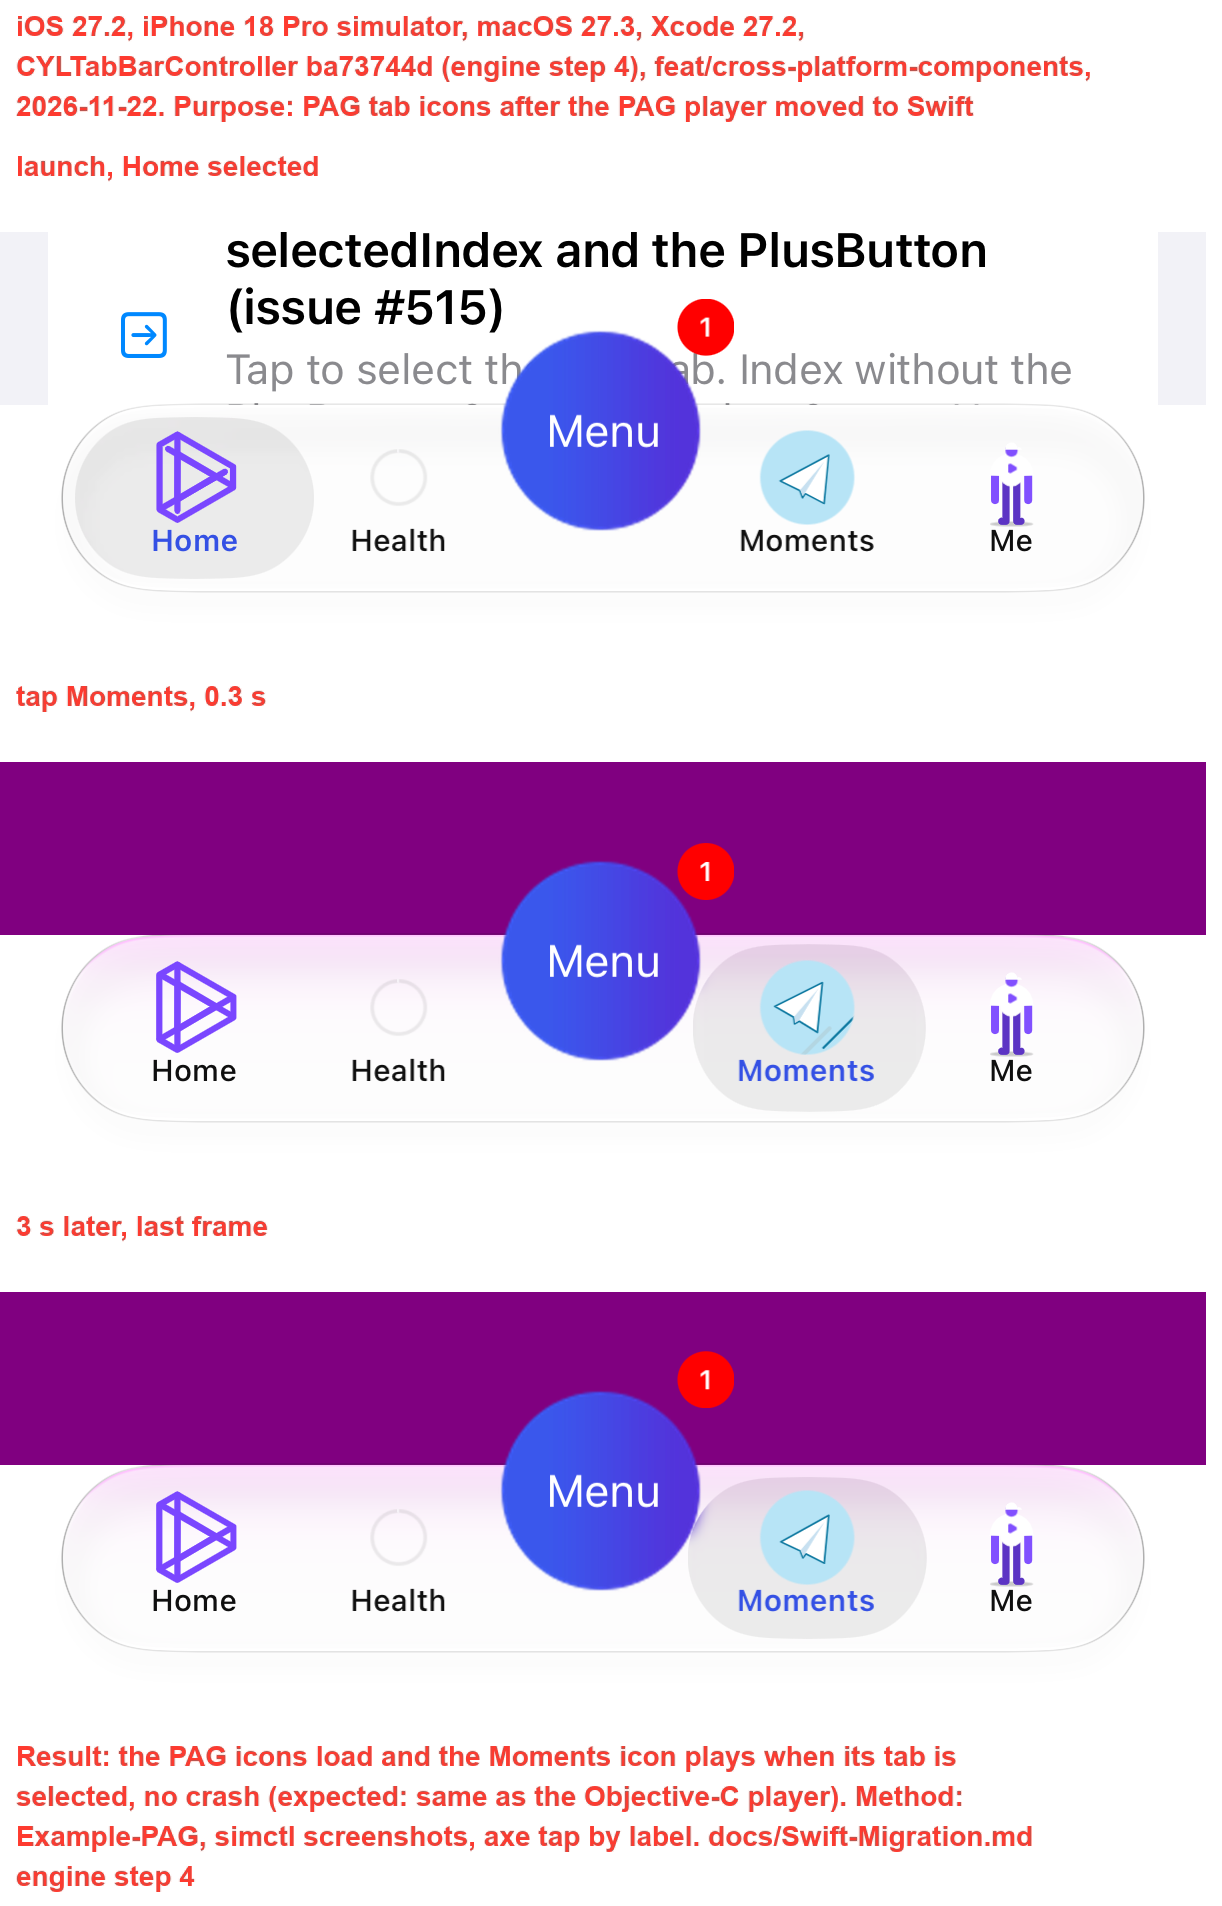 iOS 27.2, iPhone 18 Pro simulator, macOS 27.3, Xcode 27.2,
CYLTabBarController ba73744d (engine step 4), feat/cross-platform-components,
2026-11-22. Purpose: PAG tab icons after the PAG player moved to Swift
launch, Home selected
selectedIndex and the PlusButton
(issue #515)
1
Tap to select th ab. Index without the
Menu
Home Health Moments Me
tap Moments, 0.3 s
1
Menu
Home Health Moments Me
3 s later, last frame
1
Menu
Home Health Moments Me
Result: the PAG icons load and the Moments icon plays when its tab is
selected, no crash (expected: same as the Objective-C player). Method:
Example-PAG, simctl screenshots, axe tap by label. docs/Swift-Migration.md
engine step 4